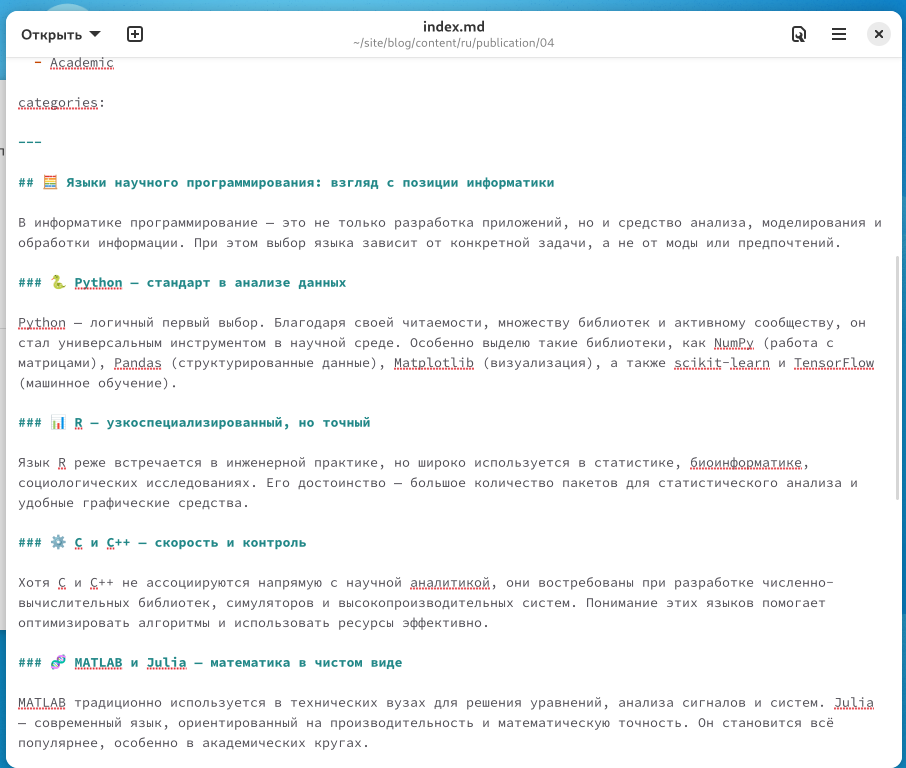 Открыть
index.md
~/site/blog/content/ru/publication/04
- Academic
categories:
---
## 🧮 Языки научного программирования: взгляд с позиции информатики
В информатике программирование — это не только разработка приложений, но и средство анализа, моделирования и
обработки информации. При этом выбор языка зависит от конкретной задачи, а не от моды или предпочтений.
### 🐍 Python — стандарт в анализе данных
Python — логичный первый выбор. Благодаря своей читаемости, множеству библиотек и активному сообществу, он
стал универсальным инструментом в научной среде. Особенно выделю такие библиотеки, как NumPy (работа с
матрицами), Pandas (структурированные данные), Matplotlib (визуализация), а также scikit-learn и TensorFlow
(машинное обучение).
### 📊 R — узкоспециализированный, но точный
Язык R реже встречается в инженерной практике, но широко используется в статистике, биоинформатике,
социологических исследованиях. Его достоинство — большое количество пакетов для статистического анализа и
удобные графические средства.
### ⚙️ C и C++ — скорость и контроль
Хотя C и C++ не ассоциируются напрямую с научной аналитикой, они востребованы при разработке численно-
вычислительных библиотек, симуляторов и высокопроизводительных систем. Понимание этих языков помогает
оптимизировать алгоритмы и использовать ресурсы эффективно.
### 🧬 MATLAB и Julia — математика в чистом виде
MATLAB традиционно используется в технических вузах для решения уравнений, анализа сигналов и систем. Julia
— современный язык, ориентированный на производительность и математическую точность. Он становится всё
популярнее, особенно в академических кругах.